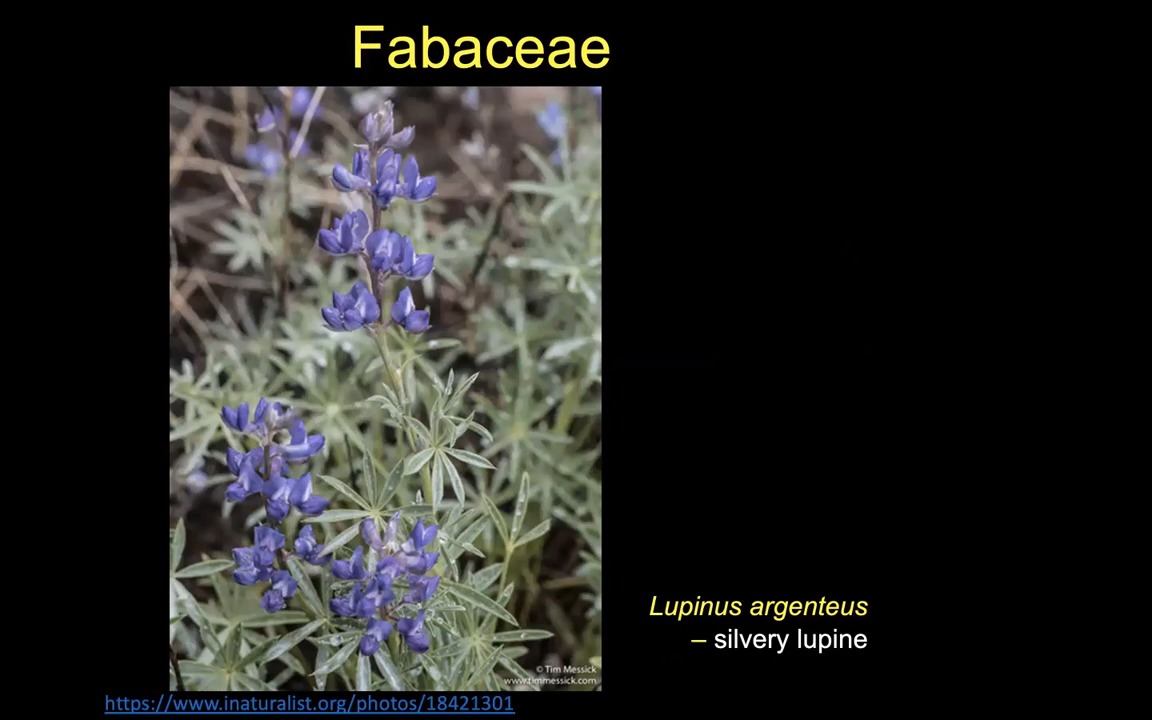 Fabaceae
© Tim Messick
www.timmessick.com
Lupinus argenteus
– silvery lupine
https://www.inaturalist.org/photos/18421301